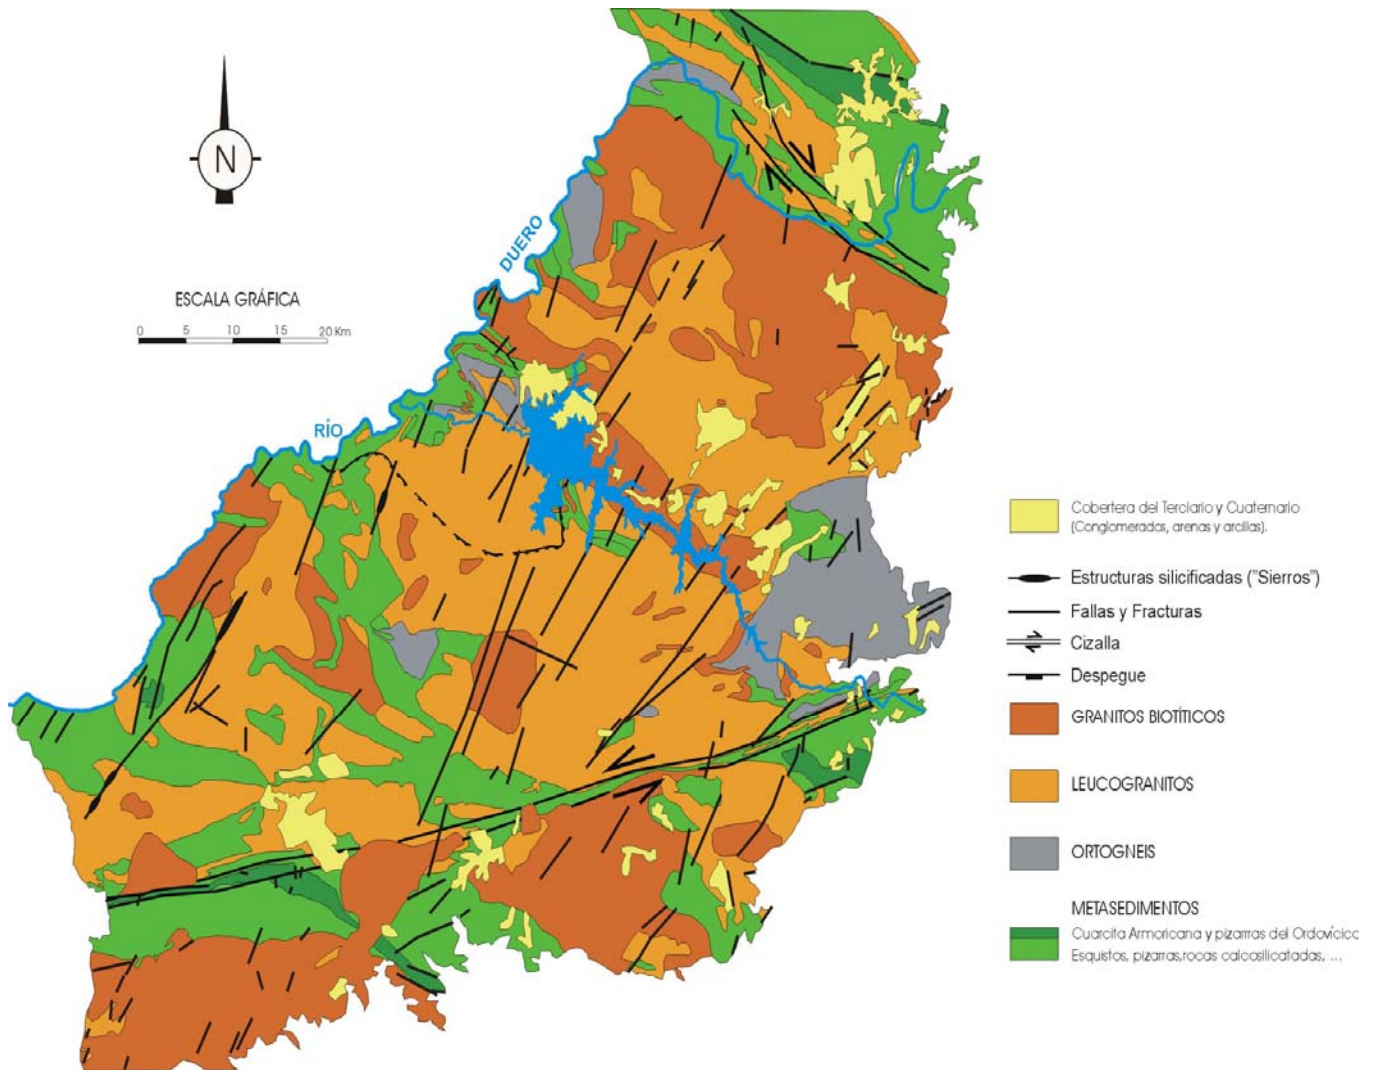 N
DUERO
ESCALA GRÁFICA
0 5 10 15 20 Km
RÍO
Cobertera del Terciario y Cuaternario
(Conglomerados, arenas y arcillas).
Estructuras silicificadas ("Sierros")
Fallas y Fracturas
Cizalla
Despegue
GRANITOS BIOTÍTICOS
LEUCOGRANITOS
ORTOGNEIS
METASEDIMENTOS
Cuarcita Armoricana y pizarras del Ordovícico
Esquistos, pizarras,rocas calcosilicatadas, ...